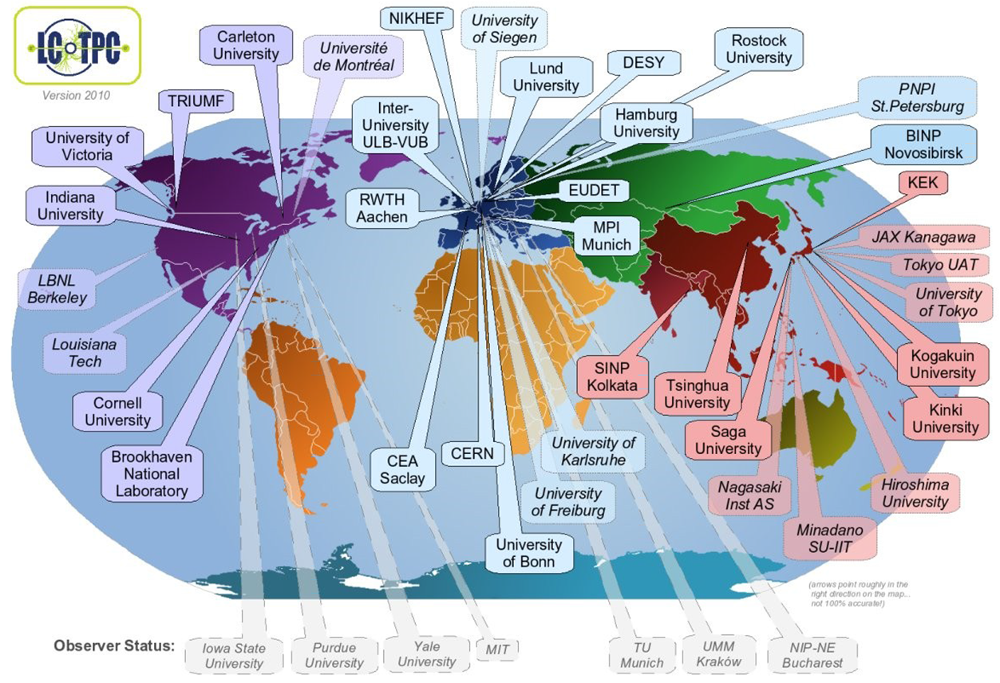 LC TPC
Version 2010
Carleton
University
Université
de Montréal
NIKHEF
University
of Siegen
Lund
University
DESY
Rostock
University
TRIUMF
Inter-
University
ULB-VUB
Hamburg
University
PNPI
St.Petersburg
University of
Victoria
BINP
Novosibirsk
Indiana
University
RWTH
Aachen
EUDET
KEK
MPI
Munich
JAX Kanagawa
Tokyo UAT
LBNL
Berkeley
University
of Tokyo
Louisiana
Tech
SINP
Kolkata
Tsinghua
University
Kogakuin
University
Cornell
University
Saga
University
Kinki
University
Brookhaven
National
Laboratory
CEA
Saclay
CERN
University of
Karlsruhe
University
of Freiburg
Nagasaki
Inst AS
Hiroshima
University
Minadano
SU-IIT
University
of Bonn
(arrows point roughly in the
right direction on the map...
not 100% accurate!)
Observer Status:
Iowa State
University
Purdue
University
Yale
University
MIT
TU
Munich
UMM
Kraków
NIP-NE
Bucharest